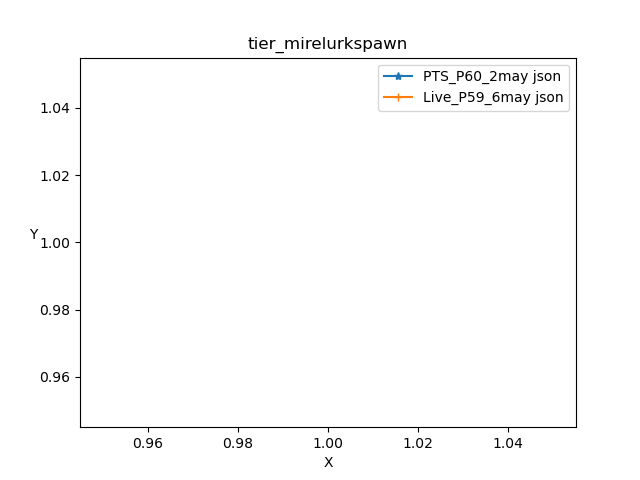 tier_mirelurkspawn
PTS_P60_2may json
Live_P59_6may json
1.04
1.02
Y
1.00
0.98
0.96
0.96 0.98 1.00 1.02 1.04
X